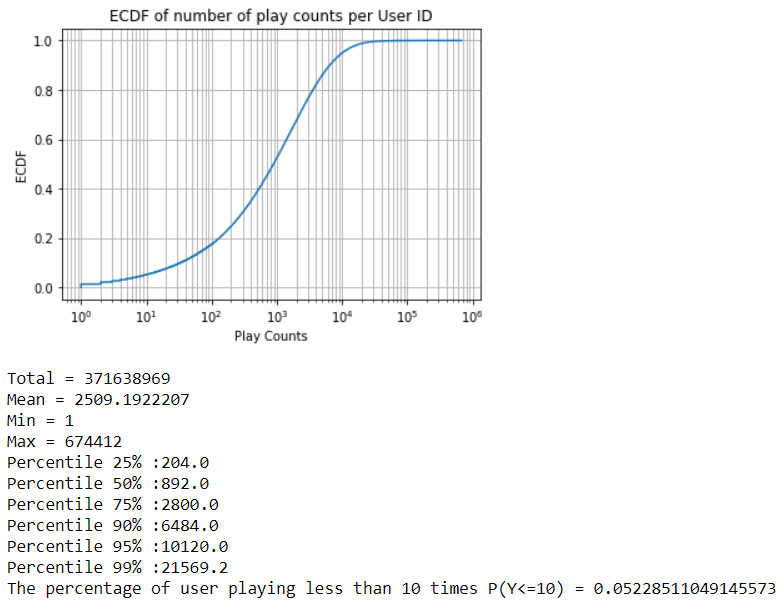 ECDF of number of play counts per User ID
1.0
0.8
0.6
0.4
0.2
0.0
ECDF
10⁰ 10¹ 10² 10³ 10⁴ 10⁵ 10⁶
Play Counts
Total = 371638969
Mean = 2509.1922207
Min = 1
Max = 674412
Percentile 25% :204.0
Percentile 50% :892.0
Percentile 75% :2800.0
Percentile 90% :6484.0
Percentile 95% :10120.0
Percentile 99% :21569.2
The percentage of user playing less than 10 times P(Y<=10) = 0.05228511049145573